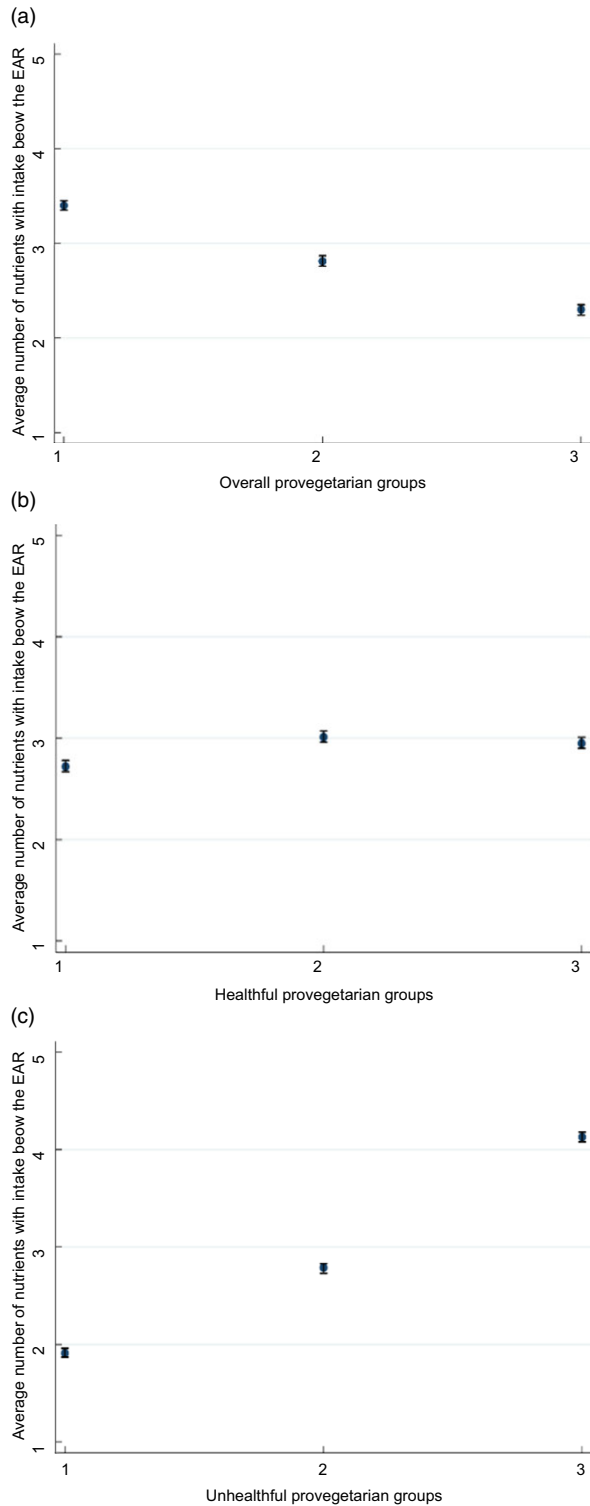 (a)
Average number of nutrients with intake beow the EAR
5
4
3
2
1
1 2 3
Overall provegetarian groups
(b)
Average number of nutrients with intake beow the EAR
5
4
3
2
1
1 2 3
Healthful provegetarian groups
(c)
Average number of nutrients with intake beow the EAR
5
4
3
2
1
1 2 3
Unhealthful provegetarian groups